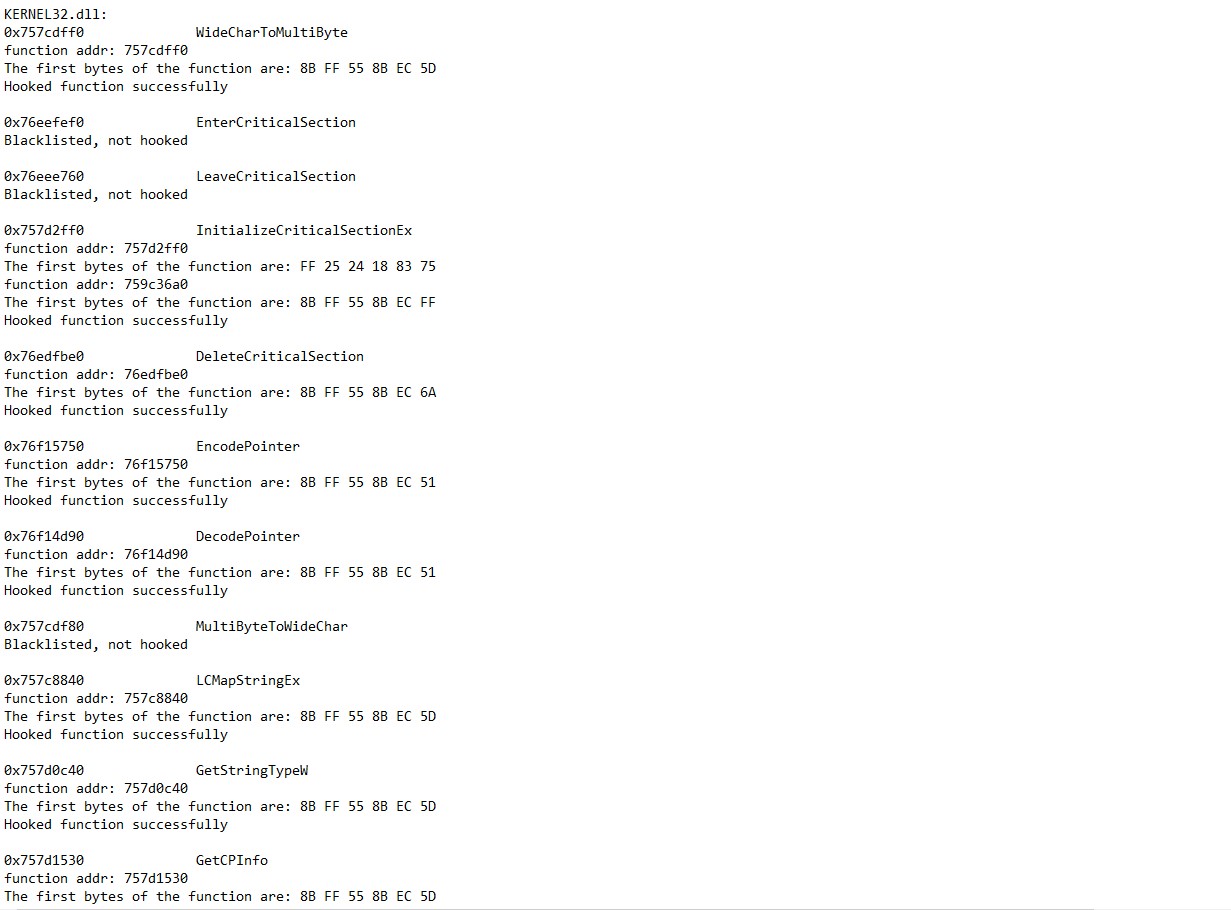 KERNEL32.dll:
0x757cdff0 WideCharToMultiByte
function addr: 757cdff0
The first bytes of the function are: 8B FF 55 8B EC 5D
Hooked function successfully

0x76eefef0 EnterCriticalSection
Blacklisted, not hooked

0x76eee760 LeaveCriticalSection
Blacklisted, not hooked

0x757d2ff0 InitializeCriticalSectionEx
function addr: 757d2ff0
The first bytes of the function are: FF 25 24 18 83 75
function addr: 759c36a0
The first bytes of the function are: 8B FF 55 8B EC FF
Hooked function successfully

0x76edfbe0 DeleteCriticalSection
function addr: 76edfbe0
The first bytes of the function are: 8B FF 55 8B EC 6A
Hooked function successfully

0x76f15750 EncodePointer
function addr: 76f15750
The first bytes of the function are: 8B FF 55 8B EC 51
Hooked function successfully

0x76f14d90 DecodePointer
function addr: 76f14d90
The first bytes of the function are: 8B FF 55 8B EC 51
Hooked function successfully

0x757cdf80 MultiByteToWideChar
Blacklisted, not hooked

0x757c8840 LCMapStringEx
function addr: 757c8840
The first bytes of the function are: 8B FF 55 8B EC 5D
Hooked function successfully

0x757d0c40 GetStringTypeW
function addr: 757d0c40
The first bytes of the function are: 8B FF 55 8B EC 5D
Hooked function successfully

0x757d1530 GetCPInfo
function addr: 757d1530
The first bytes of the function are: 8B FF 55 8B EC 5D